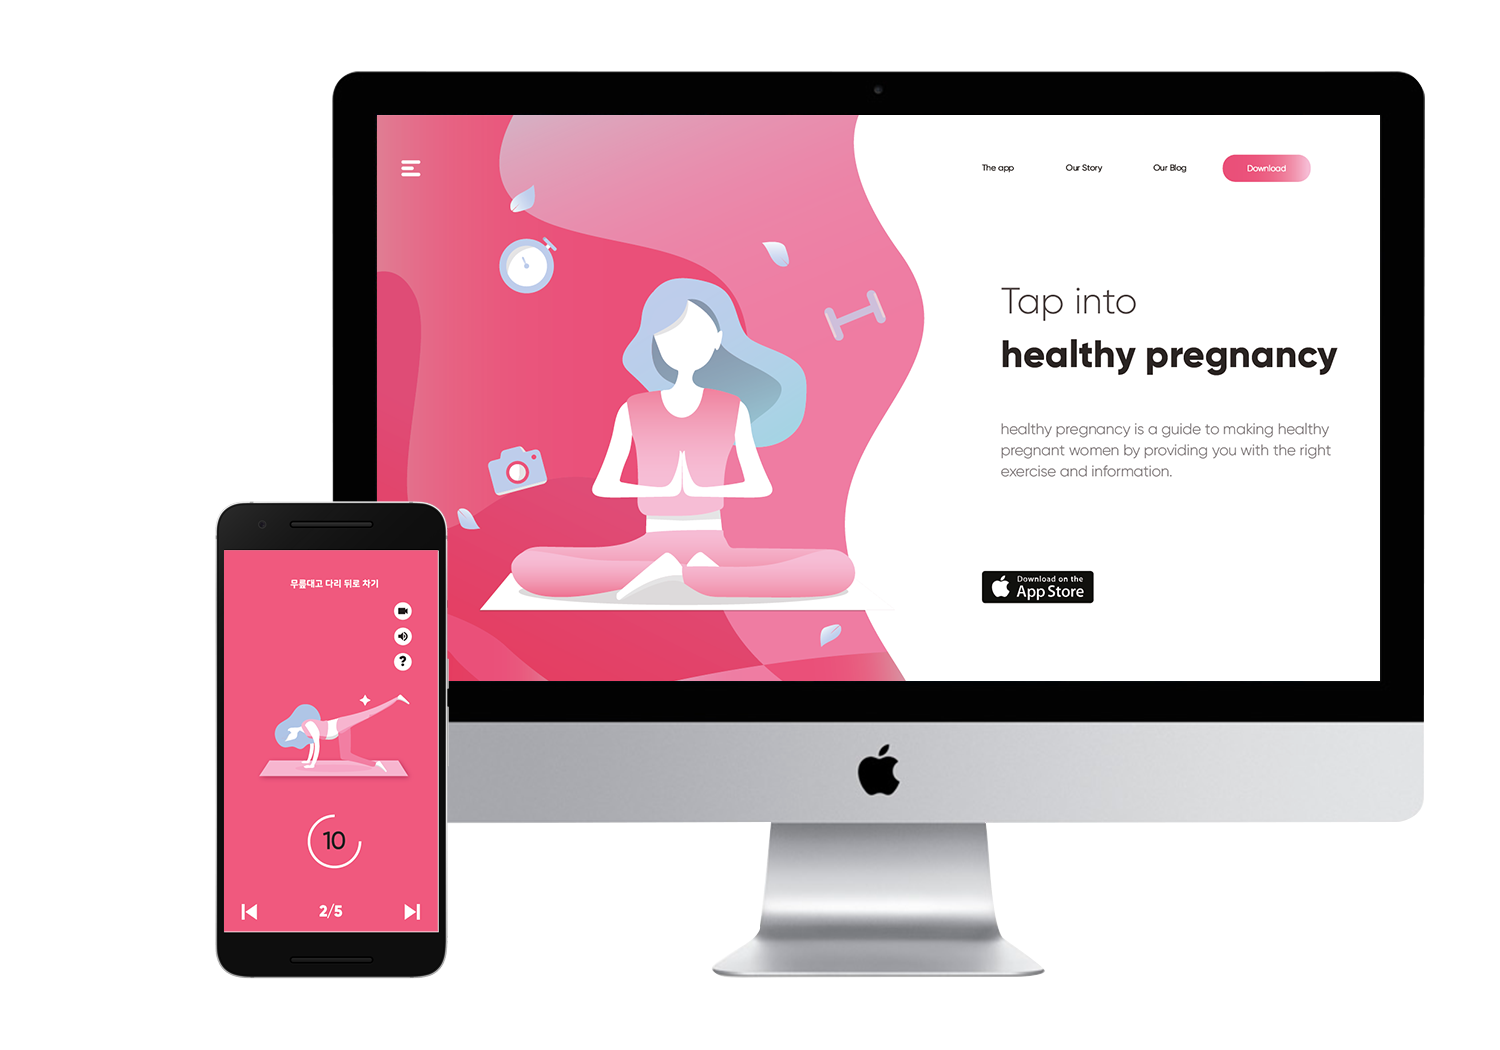 The app
Our Story
Our Blog
Download
Tap into
healthy pregnancy
healthy pregnancy is a guide to making healthy
pregnant women by providing you with the right
exercise and information.
Download on the
App Store
무릎대고 다리 뒤로 차기
?
10
2/5